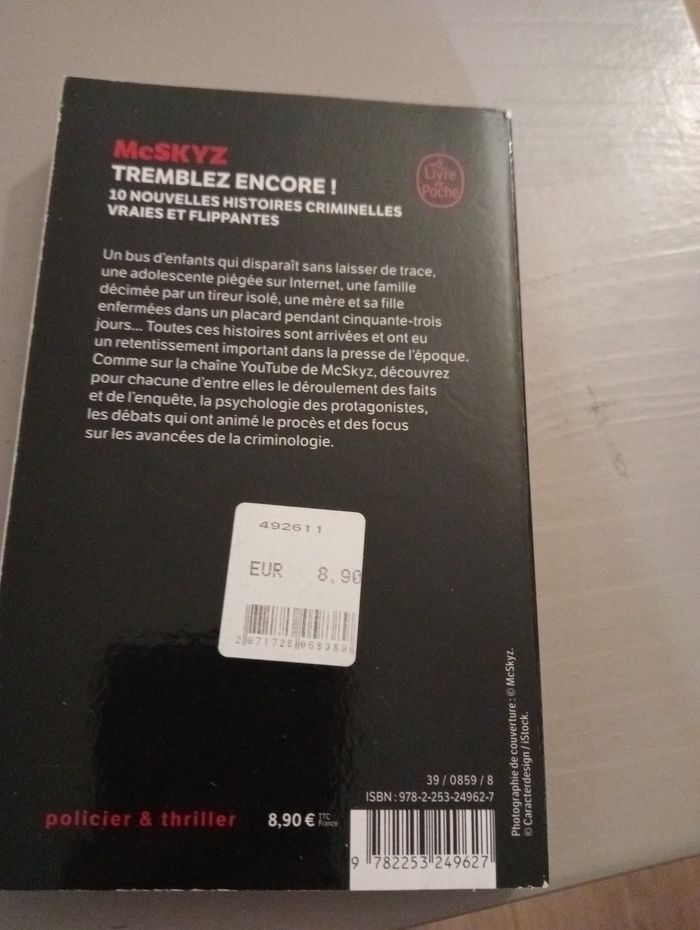 McSKYZ
TREMBLEZ ENCORE !
10 NOUVELLES HISTOIRES CRIMINELLES
VRAIES ET FLIPPANTES
Le
Livre
de
Poche
Un bus d'enfants qui disparaît sans laisser de trace,
une adolescente piégée sur Internet, une famille
décimée par un tireur isolé, une mère et sa fille
enfermées dans un placard pendant cinquante-trois
jours... Toutes ces histoires sont arrivées et ont eu
un retentissement important dans la presse de l'époque.
Comme sur la chaîne YouTube de McSkyz, découvrez
pour chacune d'entre elles le déroulement des faits
et de l'enquête, la psychologie des protagonistes,
les débats qui ont animé le procès et des focus
sur les avancées de la criminologie.
492611
EUR 8,90
2 871726 058389
Photographie de couverture : © McSkyz.
© Caracterdesign / iStock.
39 / 0859 / 8
ISBN : 978-2-253-24962-7
policier & thriller
8,90 € TTC
France
9 782253 249627